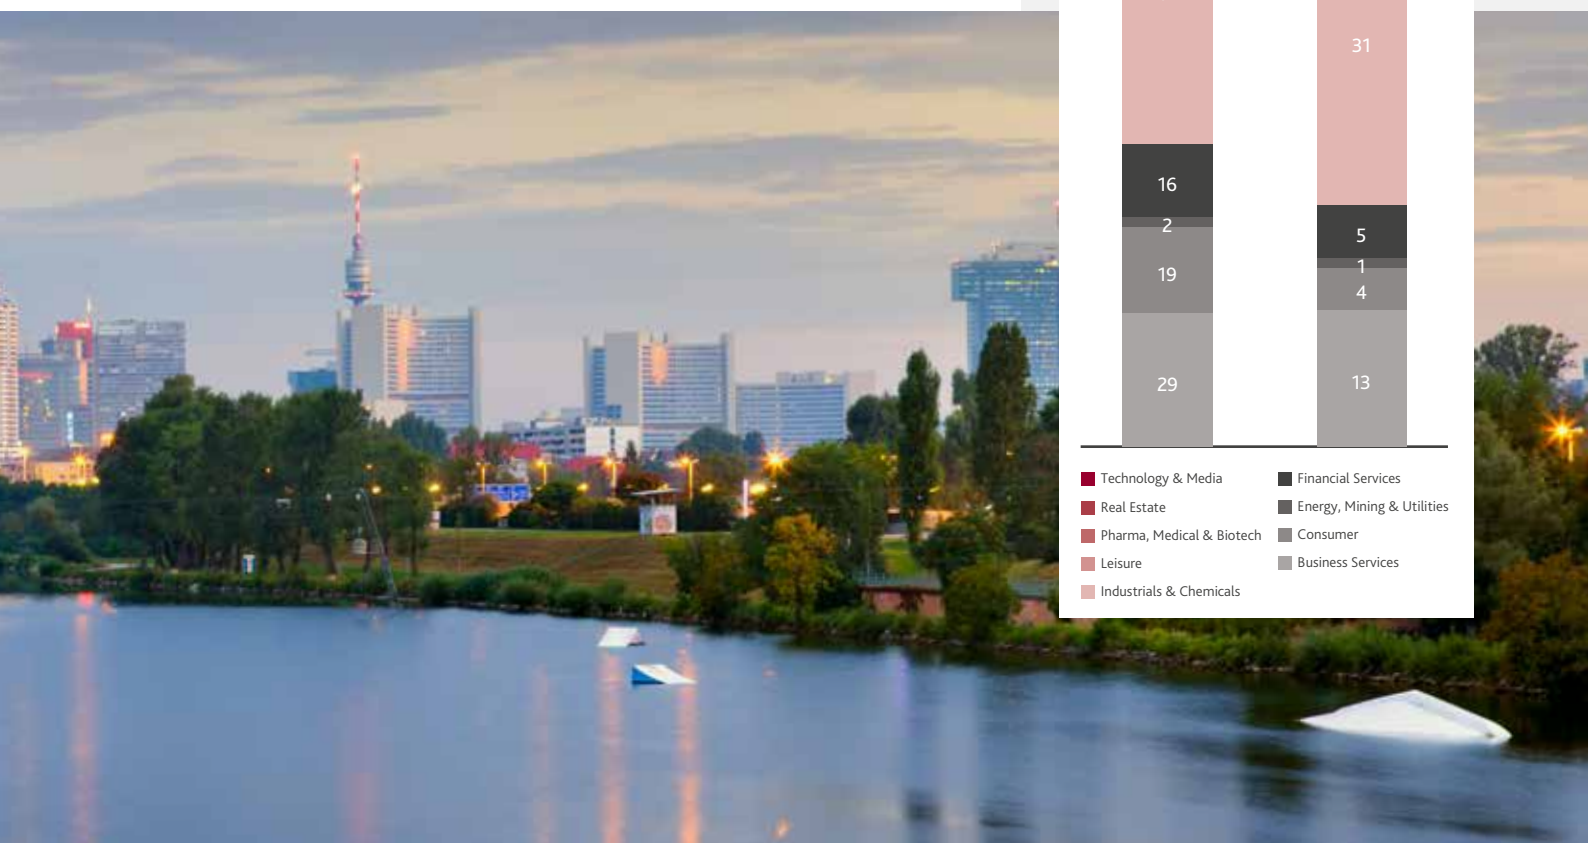 31
16
5
2
1
19
4
29
13
Technology & Media
Real Estate
Pharma, Medical & Biotech
Leisure
Industrials & Chemicals
Financial Services
Energy, Mining & Utilities
Consumer
Business Services